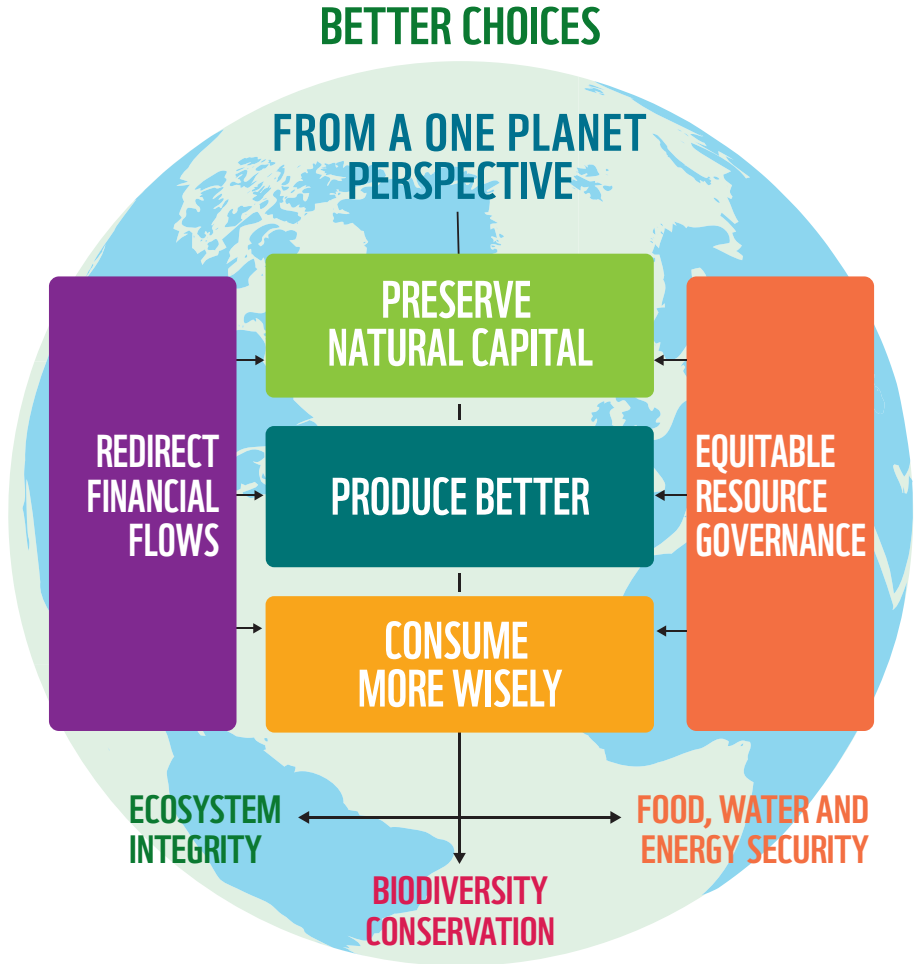 BETTER CHOICES
FROM A ONE PLANET
PERSPECTIVE
PRESERVE
NATURAL CAPITAL
REDIRECT
FINANCIAL
FLOWS
PRODUCE BETTER
EQUITABLE
RESOURCE
GOVERNANCE
CONSUME
MORE WISELY
ECOSYSTEM
INTEGRITY
BIODIVERSITY
CONSERVATION
FOOD, WATER AND
ENERGY SECURITY